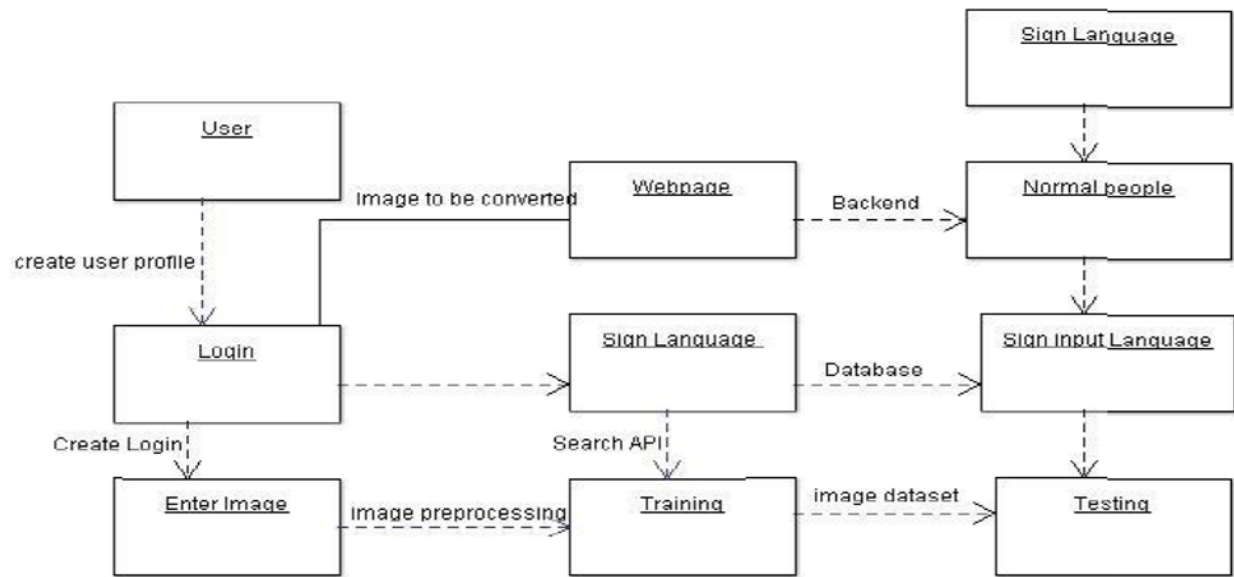 Sign Language
User
Webpage
Normal people
Image to be converted
Backend
create user profile
Login
Sign Language
Sign input Language
Database
Create Login
Search API
Enter Image
image preprocessing
Training
image dataset
Testing